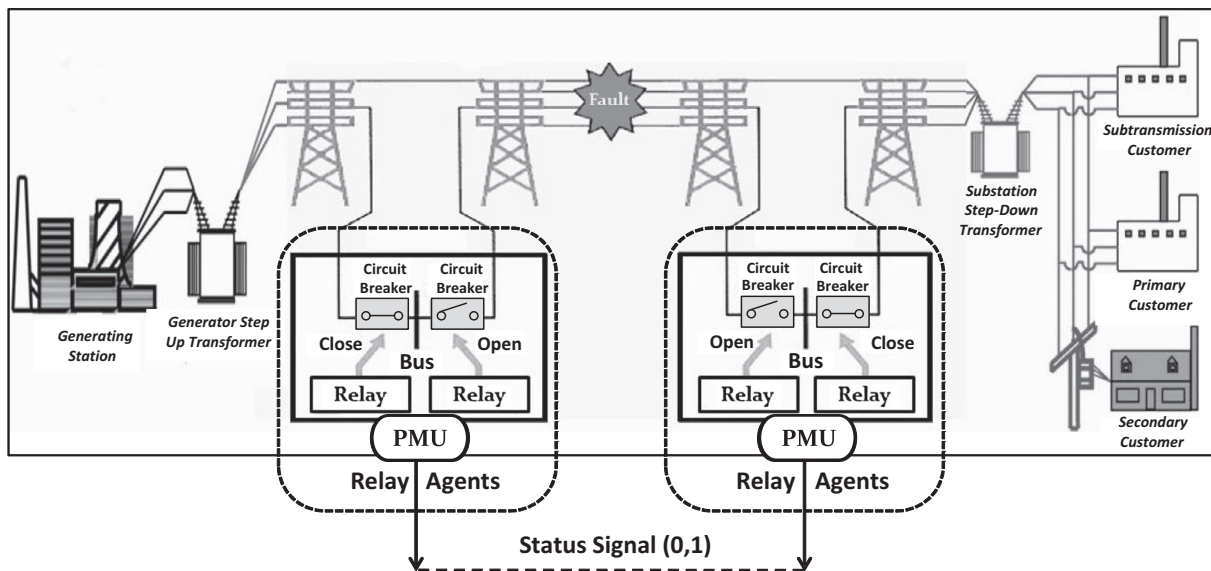 Fault
Subtransmission
Customer
Substation
Step-Down
Transformer
Primary
Customer
Generating
Station
Generator Step
Up Transformer
Secondary
Customer
Circuit
Breaker
Circuit
Breaker
Close
Open
Bus
Relay
Relay
PMU
Relay
Agents
Circuit
Breaker
Circuit
Breaker
Open
Close
Bus
Relay
Relay
PMU
Relay
Agents
Status Signal (0,1)